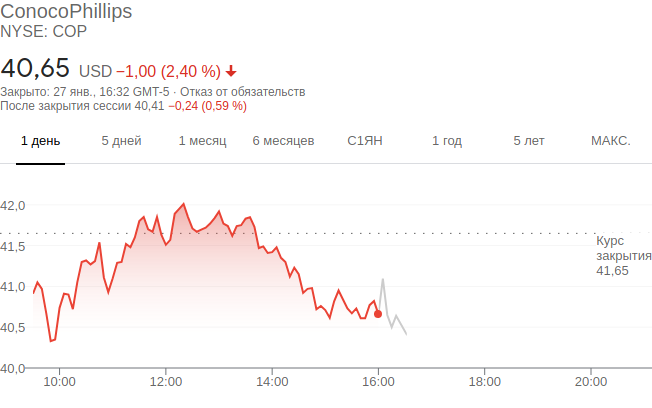 ConocoPhillips
NYSE: COP
40,65 USD −1,00 (2,40 %)
Закрыто: 27 янв., 16:32 GMT-5 · Отказ от обязательств
После закрытия сессии 40,41 −0,24 (0,59 %)
1 день 5 дней 1 месяц 6 месяцев С1ЯН 1 год 5 лет МАКС.
42,0
41,5
41,0
40,5
40,0
Курс
закрытия
41,65
10:00 12:00 14:00 16:00 18:00 20:00